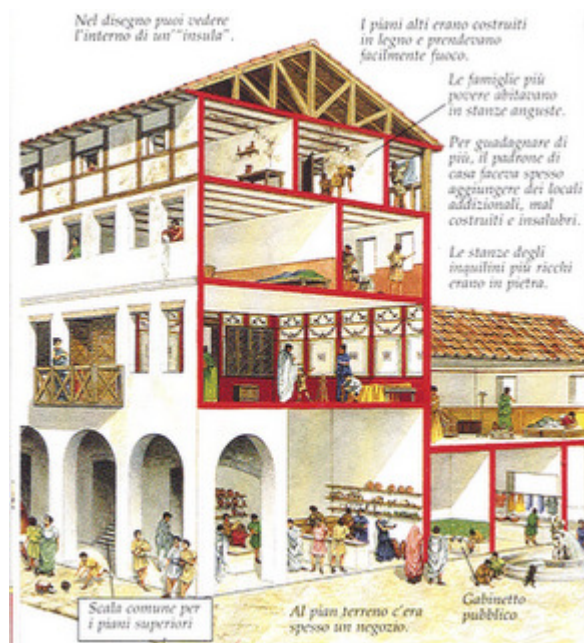 Nel disegno puoi vedere
l'interno di un'"insula".
I piani alti erano costruiti
in legno e prendevano
facilmente fuoco.
Le famiglie più
povere abitavano
in stanze anguste.
Per guadagnare di
più, il padrone di
casa faceva spesso
aggiungere dei locali
addizionali, mal
costruiti e insalubri.
Le stanze degli
inquilini più ricchi
erano in pietra.
Scala comune per
i piani superiori
Al pian terreno c'era
spesso un negozio.
Gabinetto
pubblico